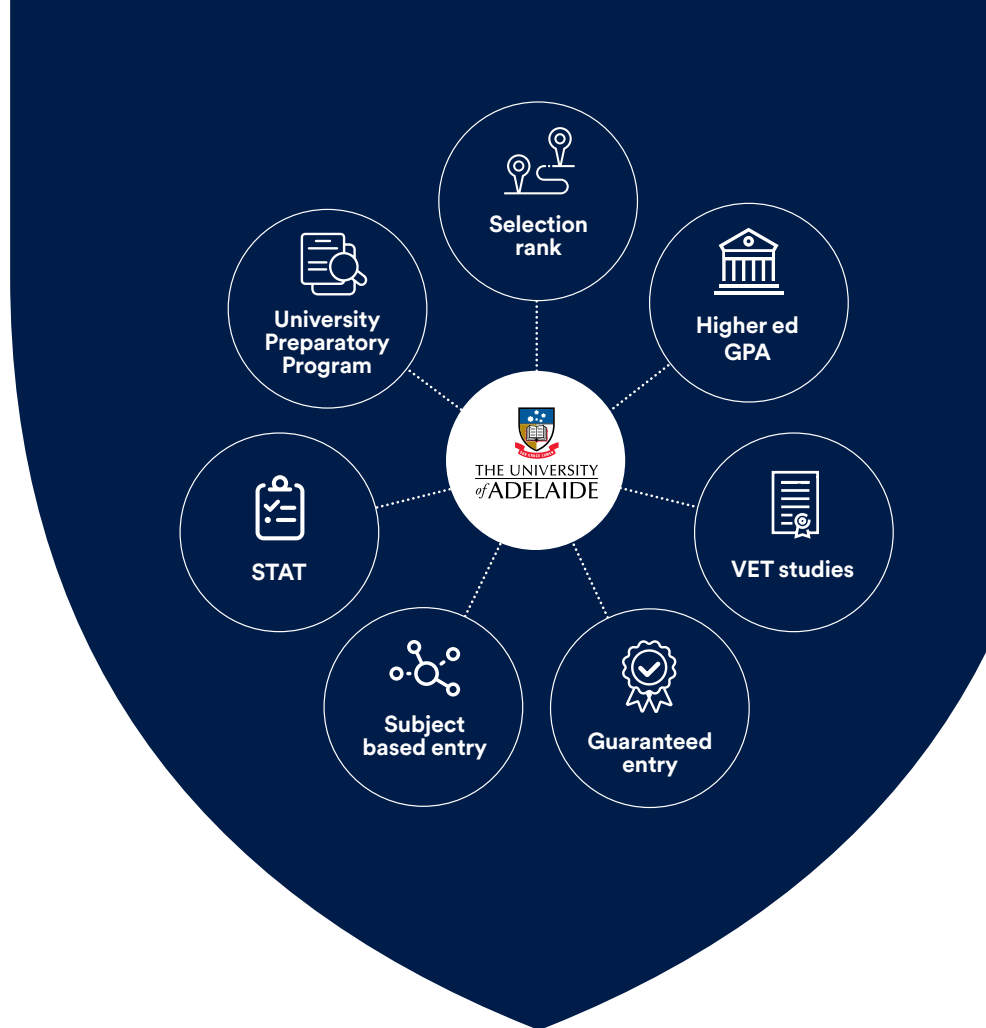 Selection
rank
Higher ed
GPA
University
Preparatory
Program
THE UNIVERSITY
of ADELAIDE
STAT
VET studies
Subject
based entry
Guaranteed
entry